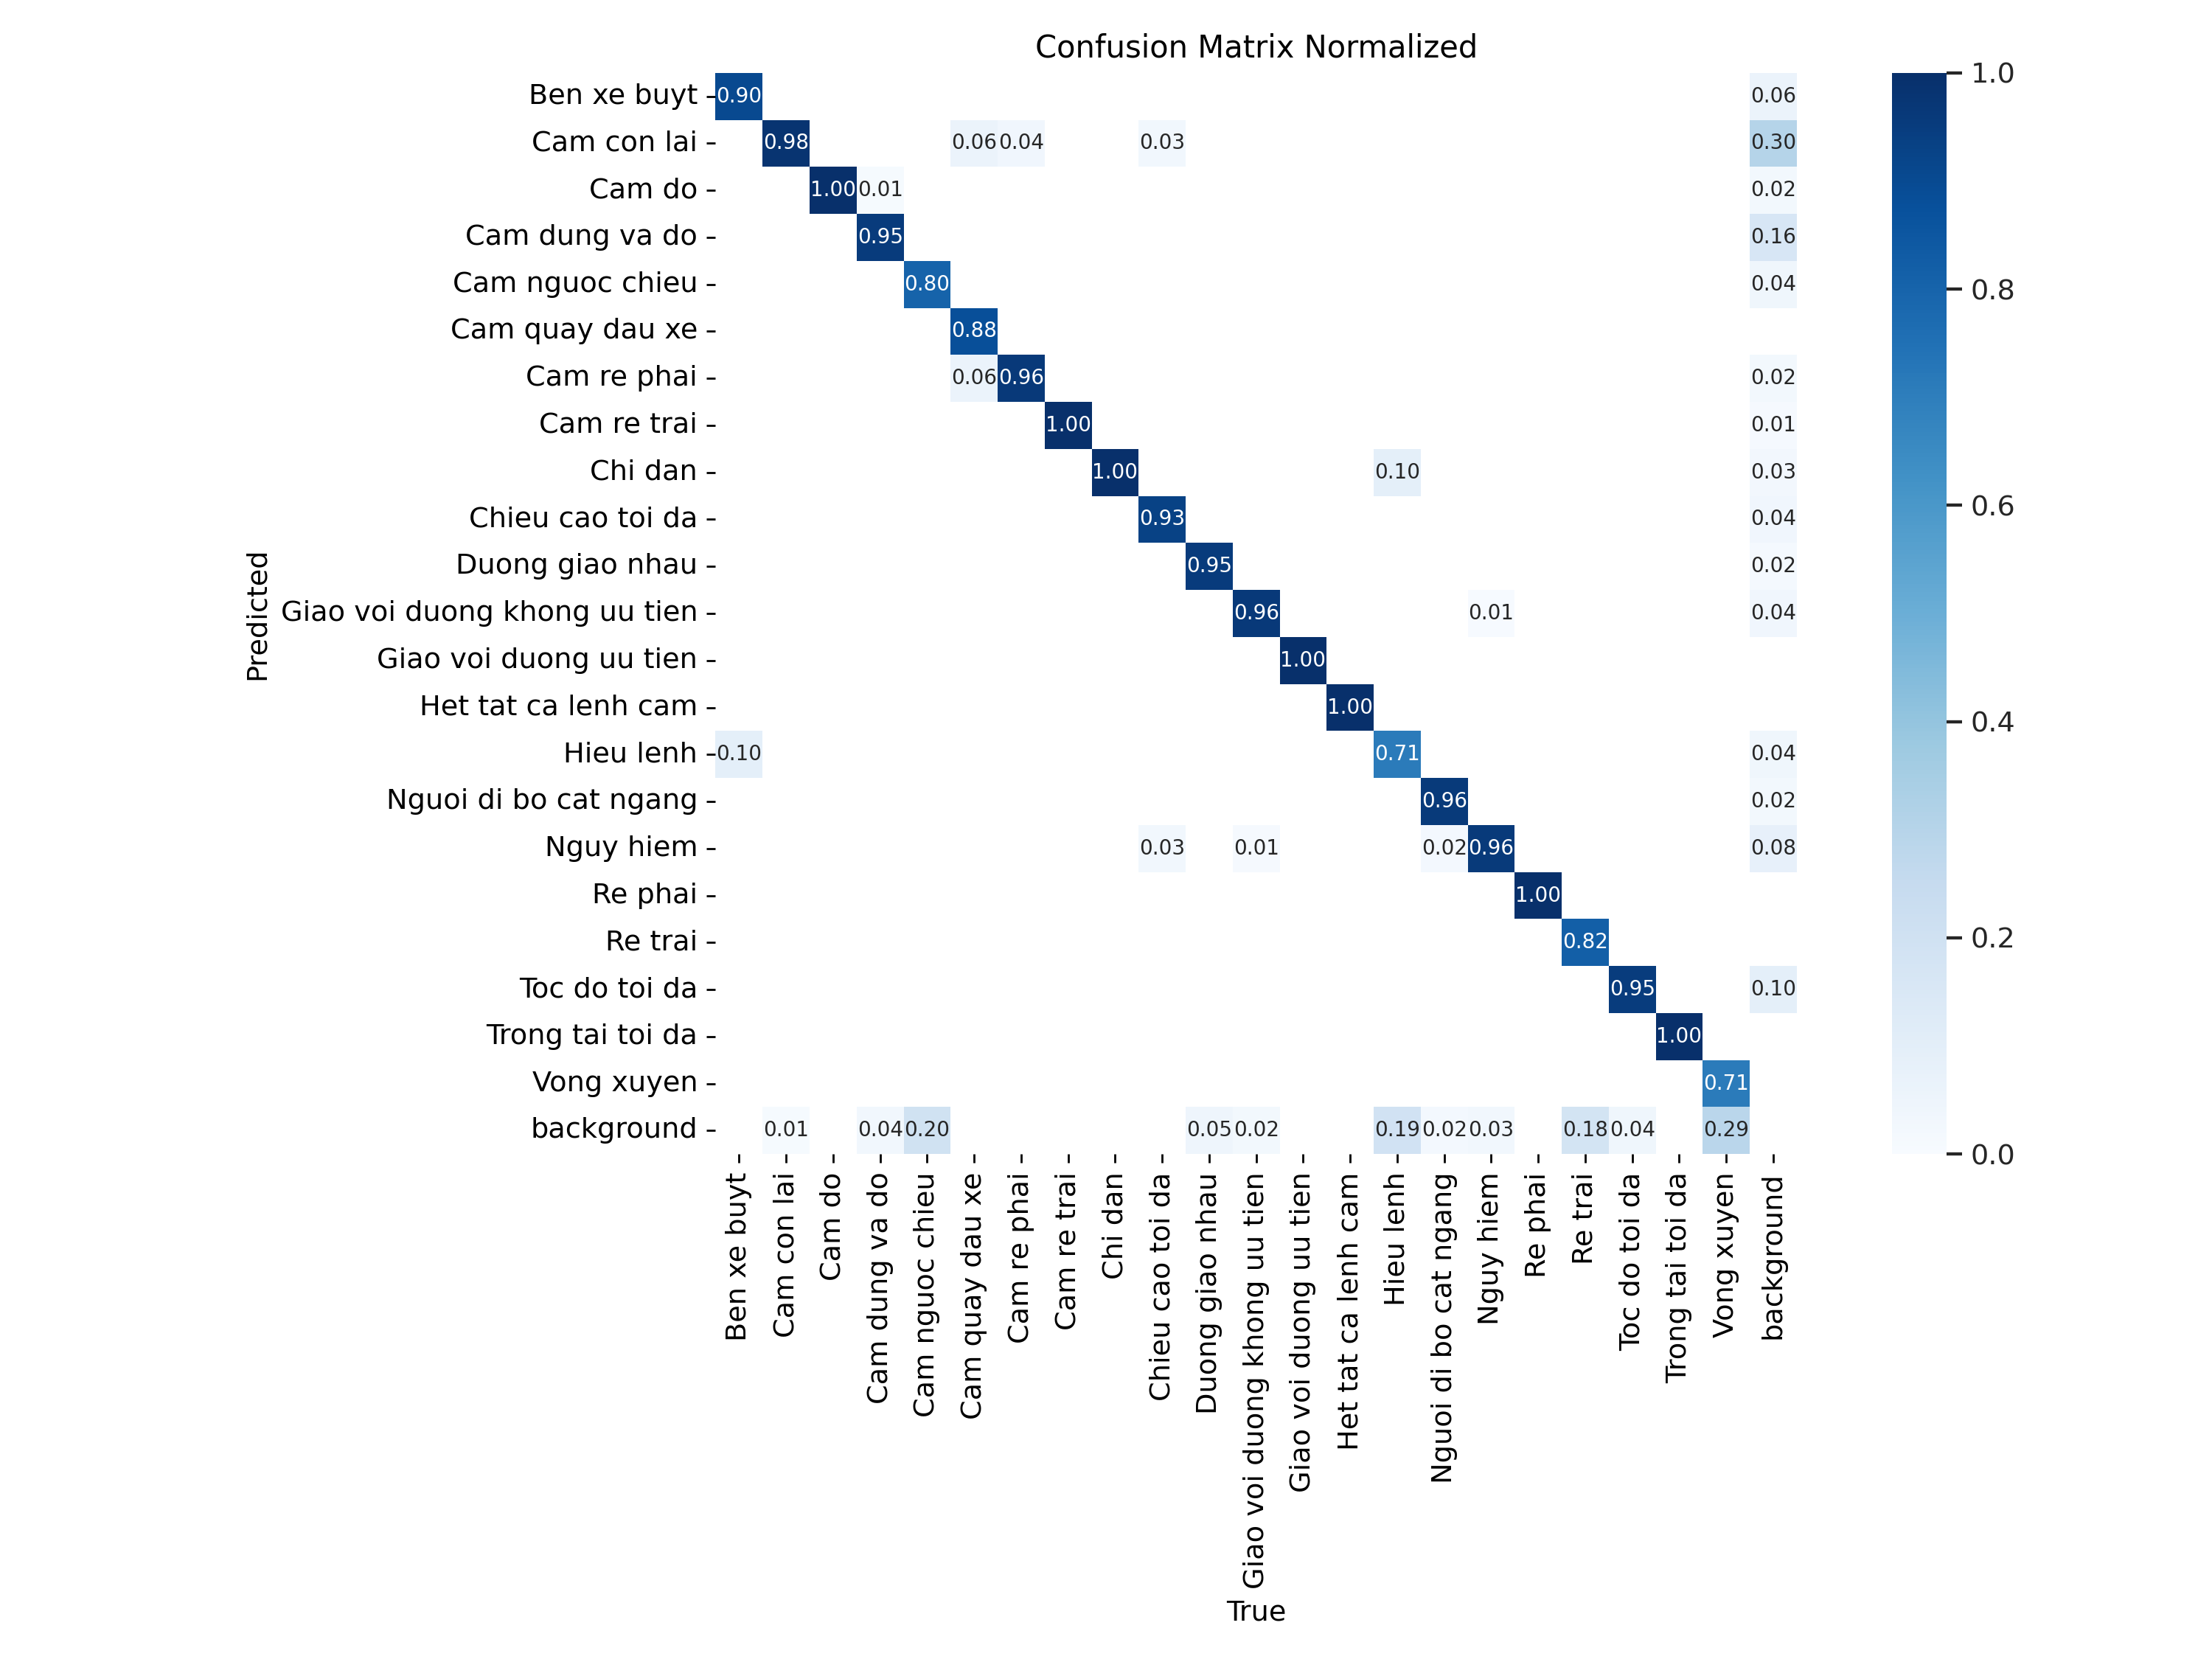 Confusion Matrix Normalized
Ben xe buyt 0.90 0.06
Cam con lai 0.98 0.06 0.04 0.03 0.30
Cam do 1.00 0.01 0.02
Cam dung va do 0.95 0.16
Cam nguoc chieu 0.80 0.04
Cam quay dau xe 0.88
Cam re phai 0.06 0.96 0.02
Cam re trai 1.00 0.01
Chi dan 1.00 0.10 0.03
Chieu cao toi da 0.93 0.04
Duong giao nhau 0.95 0.02
Giao voi duong khong uu tien 0.96 0.01 0.04
Giao voi duong uu tien 1.00
Het tat ca lenh cam 1.00
Hieu lenh 0.10 0.71 0.04
Nguoi di bo cat ngang 0.96 0.02
Nguy hiem 0.03 0.01 0.02 0.96 0.08
Re phai 1.00
Re trai 0.82
Toc do toi da 0.95 0.10
Trong tai toi da 1.00
Vong xuyen 0.71
background 0.01 0.04 0.20 0.05 0.02 0.19 0.02 0.03 0.18 0.04 0.29
Predicted
Ben xe buyt
Cam con lai
Cam do
Cam dung va do
Cam nguoc chieu
Cam quay dau xe
Cam re phai
Cam re trai
Chi dan
Chieu cao toi da
Duong giao nhau
Giao voi duong khong uu tien
Giao voi duong uu tien
Het tat ca lenh cam
Hieu lenh
Nguoi di bo cat ngang
Nguy hiem
Re phai
Re trai
Toc do toi da
Trong tai toi da
Vong xuyen
background
True
1.0
0.8
0.6
0.4
0.2
0.0